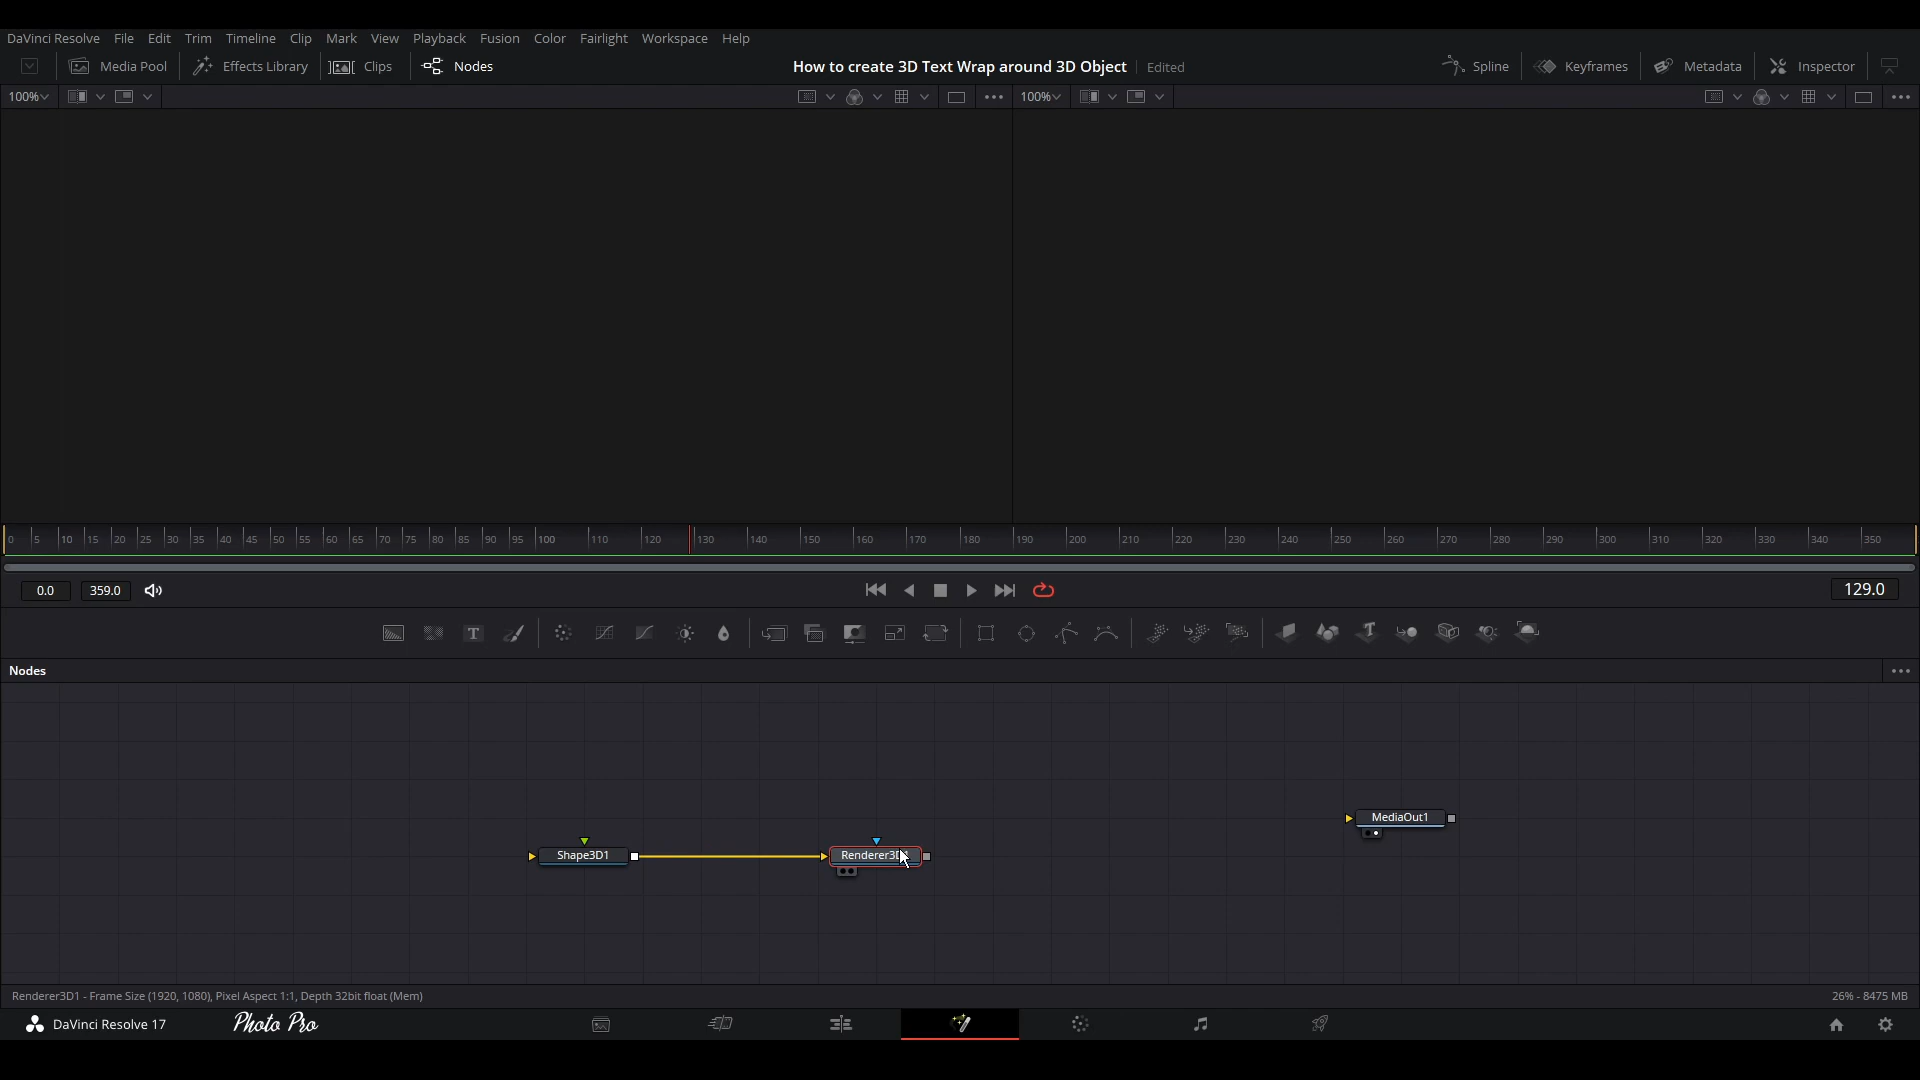 DaVinci Resolve File Edit Trim Timeline Clip Mark View Playback Fusion Color Fairlight Workspace Help
Media Pool Effects Library Clips Nodes How to create 3D Text Wrap around 3D Object Edited Spline Keyframes Metadata Inspector
100% 100%
0 5 10 15 20 25 30 35 40 45 50 55 60 65 70 75 80 85 90 95 100 110 120 130 140 150 160 170 180 190 200 210 220 230 240 250 260 270 280 290 300 310 320 330 340 350
0.0 359.0 129.0
T T
Nodes
MediaOut1
Shape3D1 Renderer3D1
Renderer3D1 - Frame Size (1920, 1080), Pixel Aspect 1:1, Depth 32bit float (Mem) 26% - 8475 MB
DaVinci Resolve 17 Photo Pro